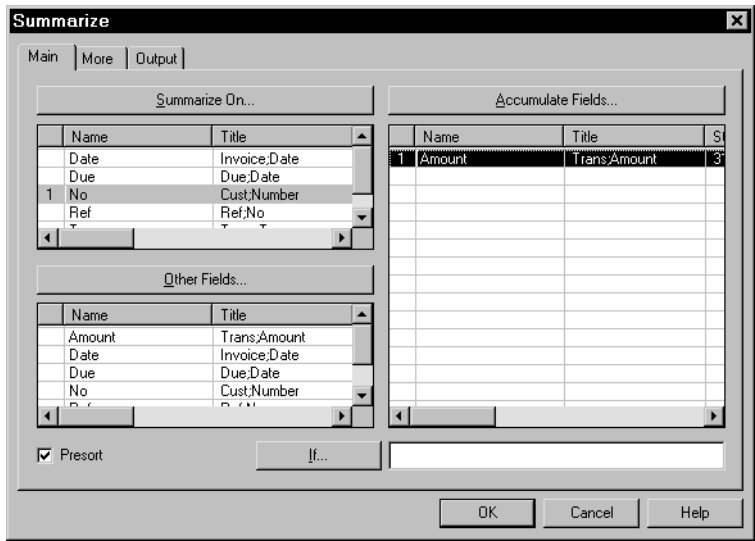 Summarize
Main More Output
Summarize On...
Name Title
Date Invoice;Date
Due Due;Date
1 No Cust;Number
Ref Ref;No
Other Fields...
Name Title
Amount Trans;Amount
Date Invoice;Date
Due Due;Date
No Cust;Number
Accumulate Fields...
Name Title
1 Amount Trans;Amount
Presort If...
OK Cancel Help